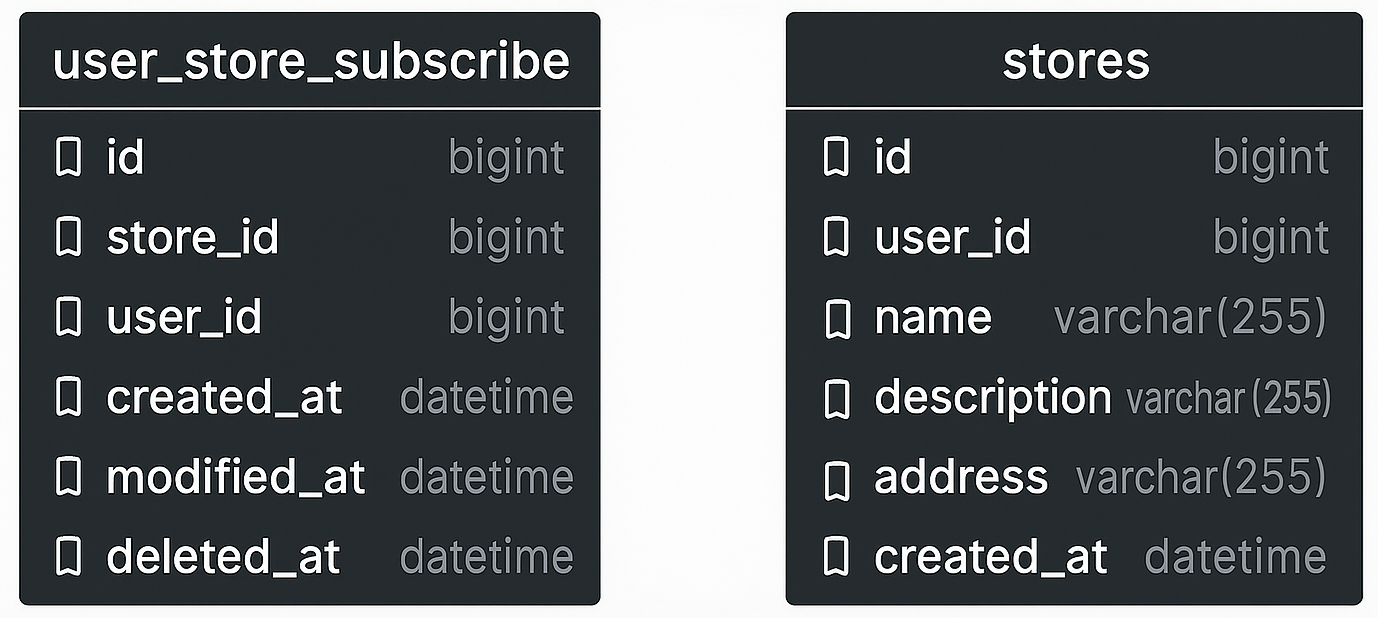 user_store_subscribe
id bigint
store_id bigint
user_id bigint
created_at datetime
modified_at datetime
deleted_at datetime
stores
id bigint
user_id bigint
name varchar(255)
description varchar(255)
address varchar(255)
created_at datetime